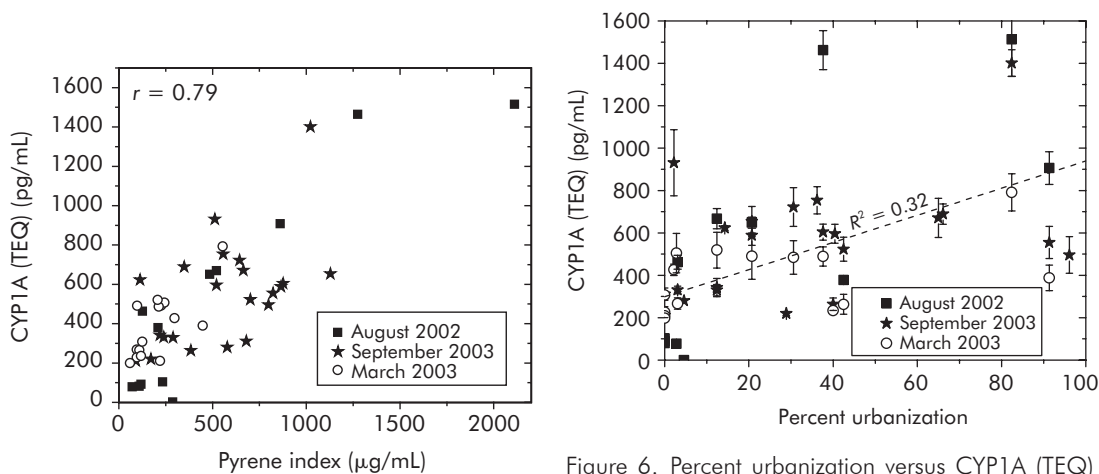 CYP1A (TEQ)) (pg/mL)
1600
1400
1200
1000
800
600
400
200
0
r = 0.79
August 2002
September 2003
March 2003
0 500 1000 1500 2000
Pyrene index (µg/mL)
CYP1A (TEQ) (pg/mL)
1600
1400
1200
1000
800
600
400
200
0
R² = 0.32
August 2002
September 2003
March 2003
0 20 40 60 80 100
Percent urbanization
Figure 6. Percent urbanization versus CYP1A (TEQ)